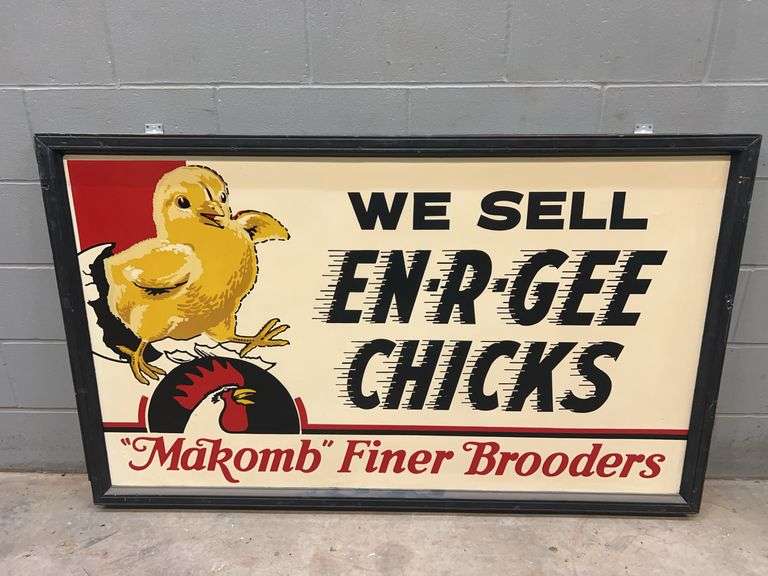 WE SELL
EN-R-GEE
CHICKS
"Makomb" Finer Brooders